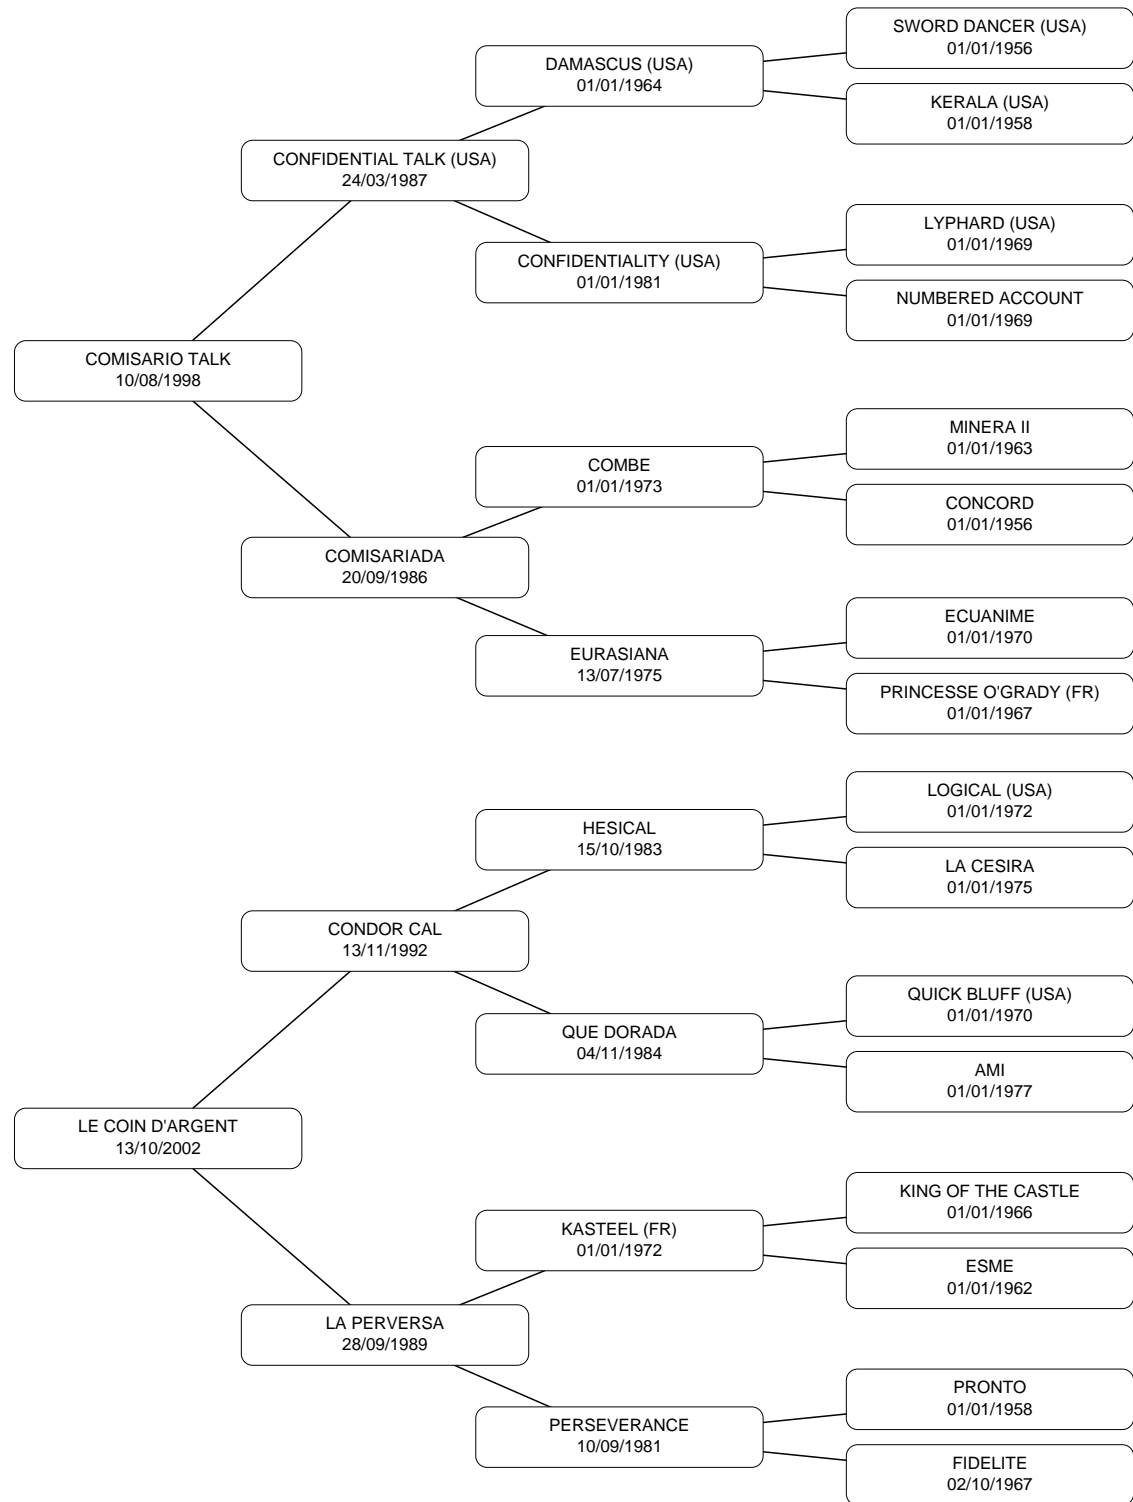 SWORD DANCER (USA)
01/01/1956
DAMASCUS (USA)
01/01/1964
KERALA (USA)
01/01/1958
CONFIDENTIAL TALK (USA)
24/03/1987
LYPHARD (USA)
01/01/1969
CONFIDENTIALITY (USA)
01/01/1981
NUMBERED ACCOUNT
01/01/1969
COMISARIO TALK
10/08/1998
MINERA II
01/01/1963
COMBE
01/01/1973
CONCORD
01/01/1956
COMISARIADA
20/09/1986
ECUANIME
01/01/1970
EURASIANA
13/07/1975
PRINCESSE O'GRADY (FR)
01/01/1967
LOGICAL (USA)
01/01/1972
HESICAL
15/10/1983
LA CESIRA
01/01/1975
CONDOR CAL
13/11/1992
QUICK BLUFF (USA)
01/01/1970
QUE DORADA
04/11/1984
AMI
01/01/1977
LE COIN D'ARGENT
13/10/2002
KING OF THE CASTLE
01/01/1966
KASTEEL (FR)
01/01/1972
ESME
01/01/1962
LA PERVERSA
28/09/1989
PRONTO
01/01/1958
PERSEVERANCE
10/09/1981
FIDELITE
02/10/1967